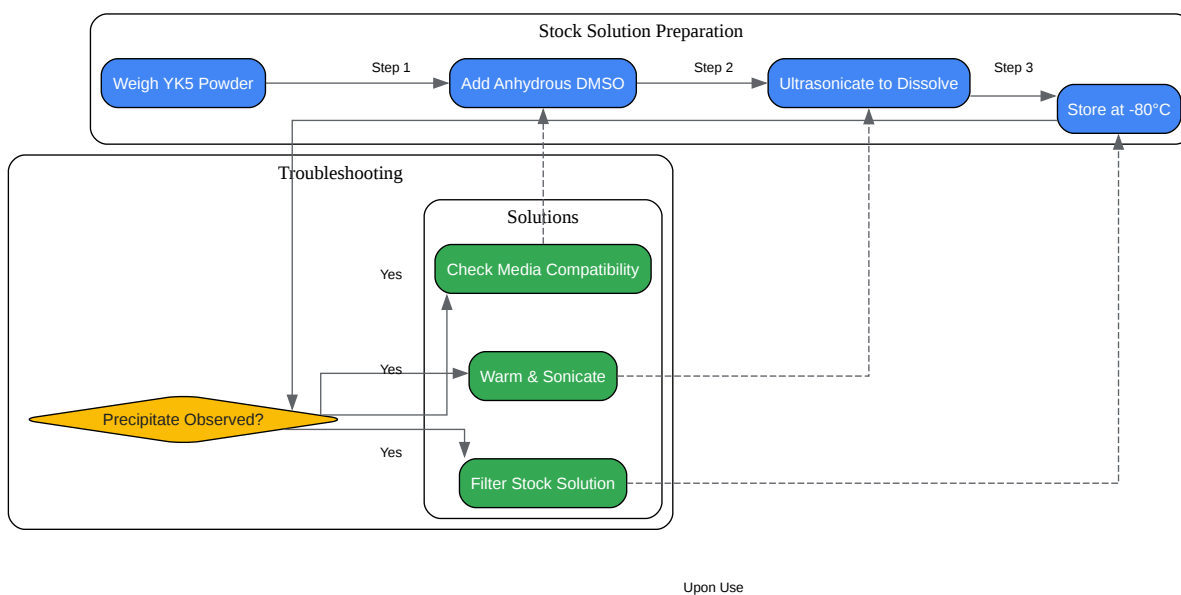 Stock Solution Preparation
Step 1
Step 2
Step 3
Weigh YK5 Powder
Add Anhydrous DMSO
Ultrasonicate to Dissolve
Store at -80°C
Troubleshooting
Solutions
Yes
Check Media Compatibility
Yes
Warm & Sonicate
Precipitate Observed?
Yes
Filter Stock Solution
Upon Use